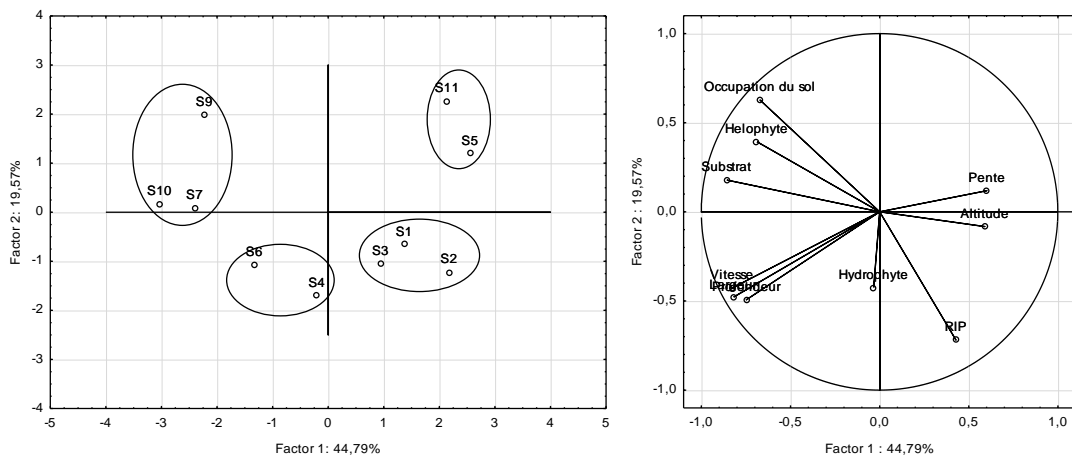 4
3
2
1
0
-1
-2
-3
-4
-5
-4
-3
-2
-1
0
1
2
3
4
5
Factor 2: 19,57%
Factor 1: 44,79%
S11
S9
S5
S10
S7
S1
S3
S2
S6
S4
1,0
0,5
0,0
-0,5
-1,0
-1,0
-0,5
0,0
0,5
1,0
Factor 2 : 19,57%
Factor 1 : 44,79%
Occupation du sol
Helophyte
Substrat
Pente
Altitude
Vitesse
Hydrophyte
RIP